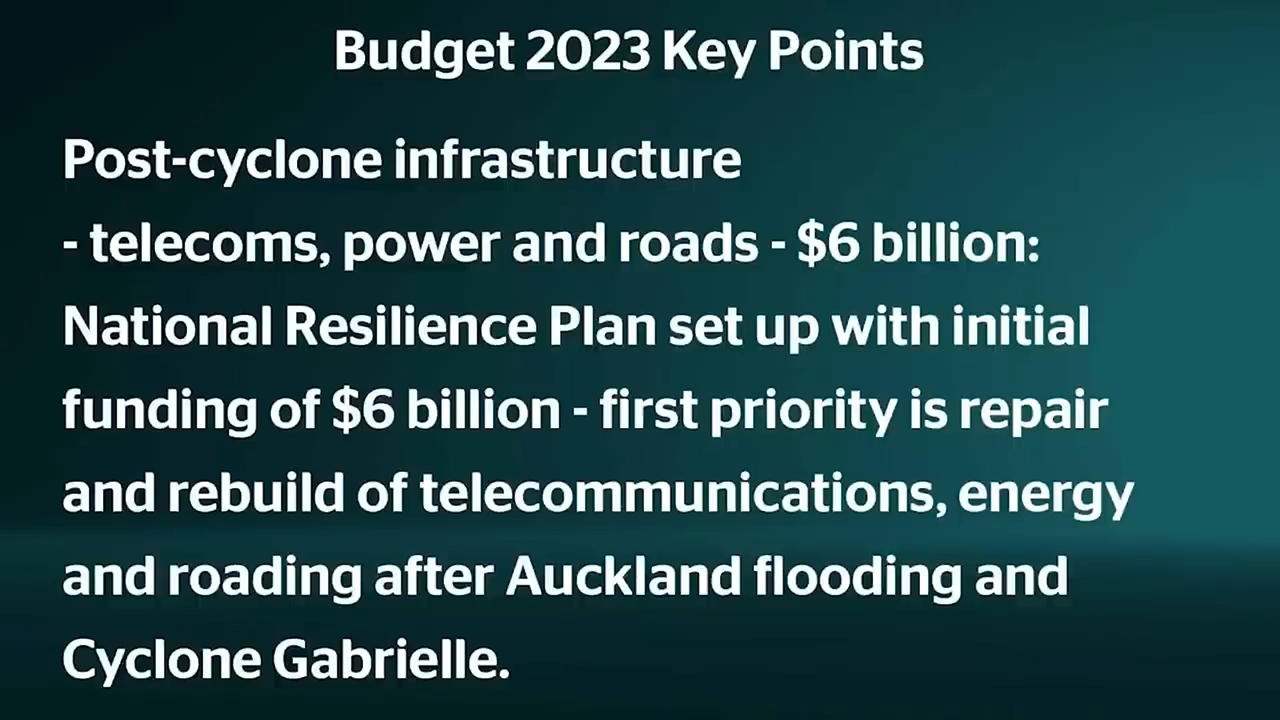 Budget 2023 Key Points
Post-cyclone infrastructure
- telecoms, power and roads - $6 billion:
National Resilience Plan set up with initial
funding of $6 billion - first priority is repair
and rebuild of telecommunications, energy
and roading after Auckland flooding and
Cyclone Gabrielle.